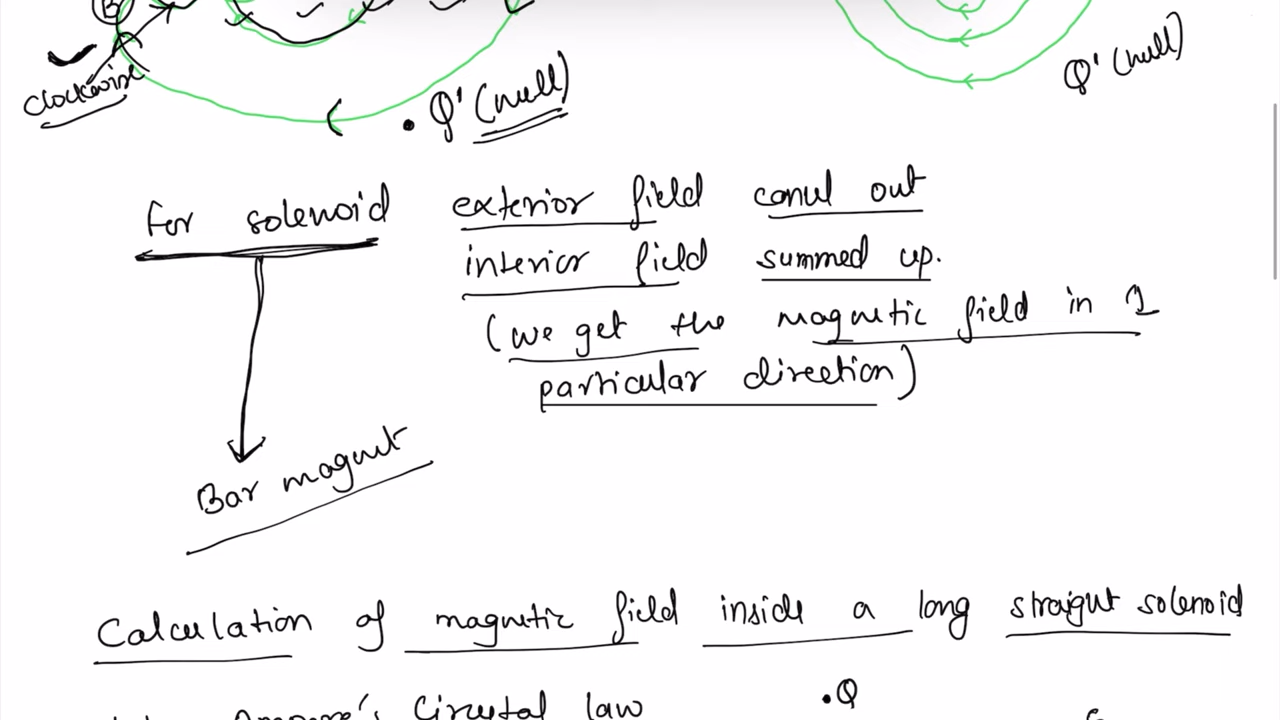 B
clockwise
Q' (null)
Q' (null)
For solenoid
exterior field cancel out
interior field summed up.
(we get the magnetic field in 1
particular direction)
Bar magnet
Calculation of magnetic field inside a long straight solenoid
Ampere's Circuital law
.Q